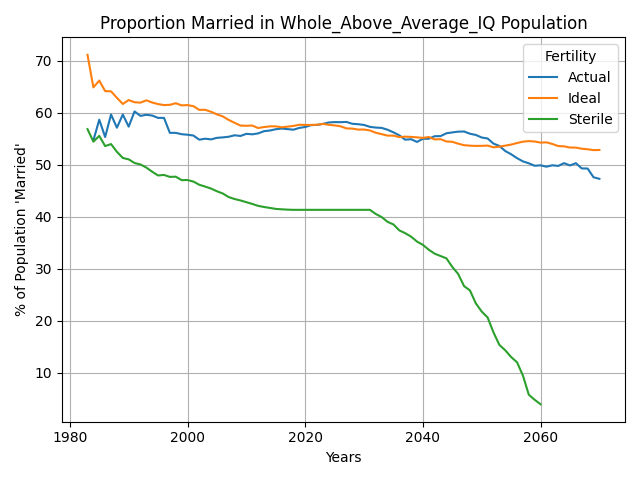 Proportion Married in Whole_Above_Average_IQ Population
Fertility
Actual
Ideal
Sterile
% of Population 'Married'
70
60
50
40
30
20
10
1980
2000
2020
2040
2060
Years